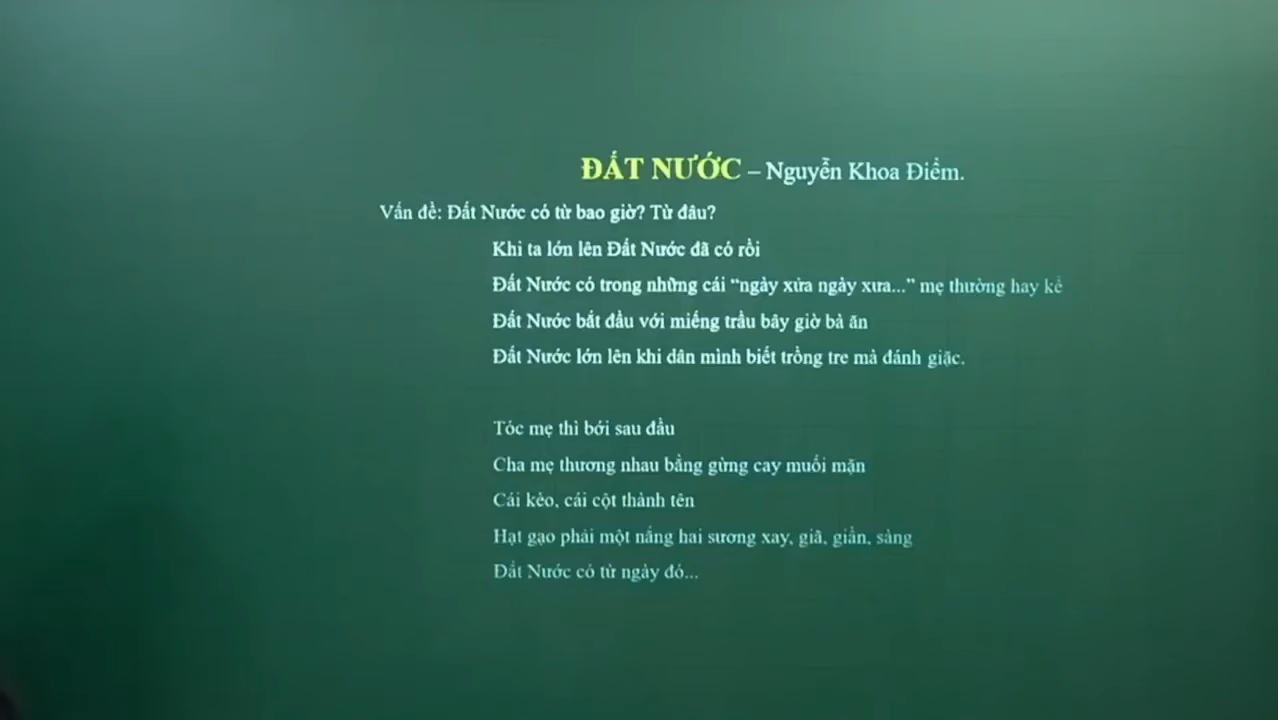 ĐẤT NƯỚC – Nguyễn Khoa Điềm.
Vấn đề: Đất Nước có từ bao giờ? Từ đâu?
Khi ta lớn lên Đất Nước đã có rồi
Đất Nước có trong những cái “ngày xửa ngày xưa...” mẹ thường hay kể
Đất Nước bắt đầu với miếng trầu bây giờ bà ăn
Đất Nước lớn lên khi dân mình biết trồng tre mà đánh giặc.
Tóc mẹ thì bới sau đầu
Cha mẹ thương nhau bằng gừng cay muối mặn
Cái kèo, cái cột thành tên
Hạt gạo phải một nắng hai sương xay, giã, giần, sàng
Đất Nước có từ ngày đó...